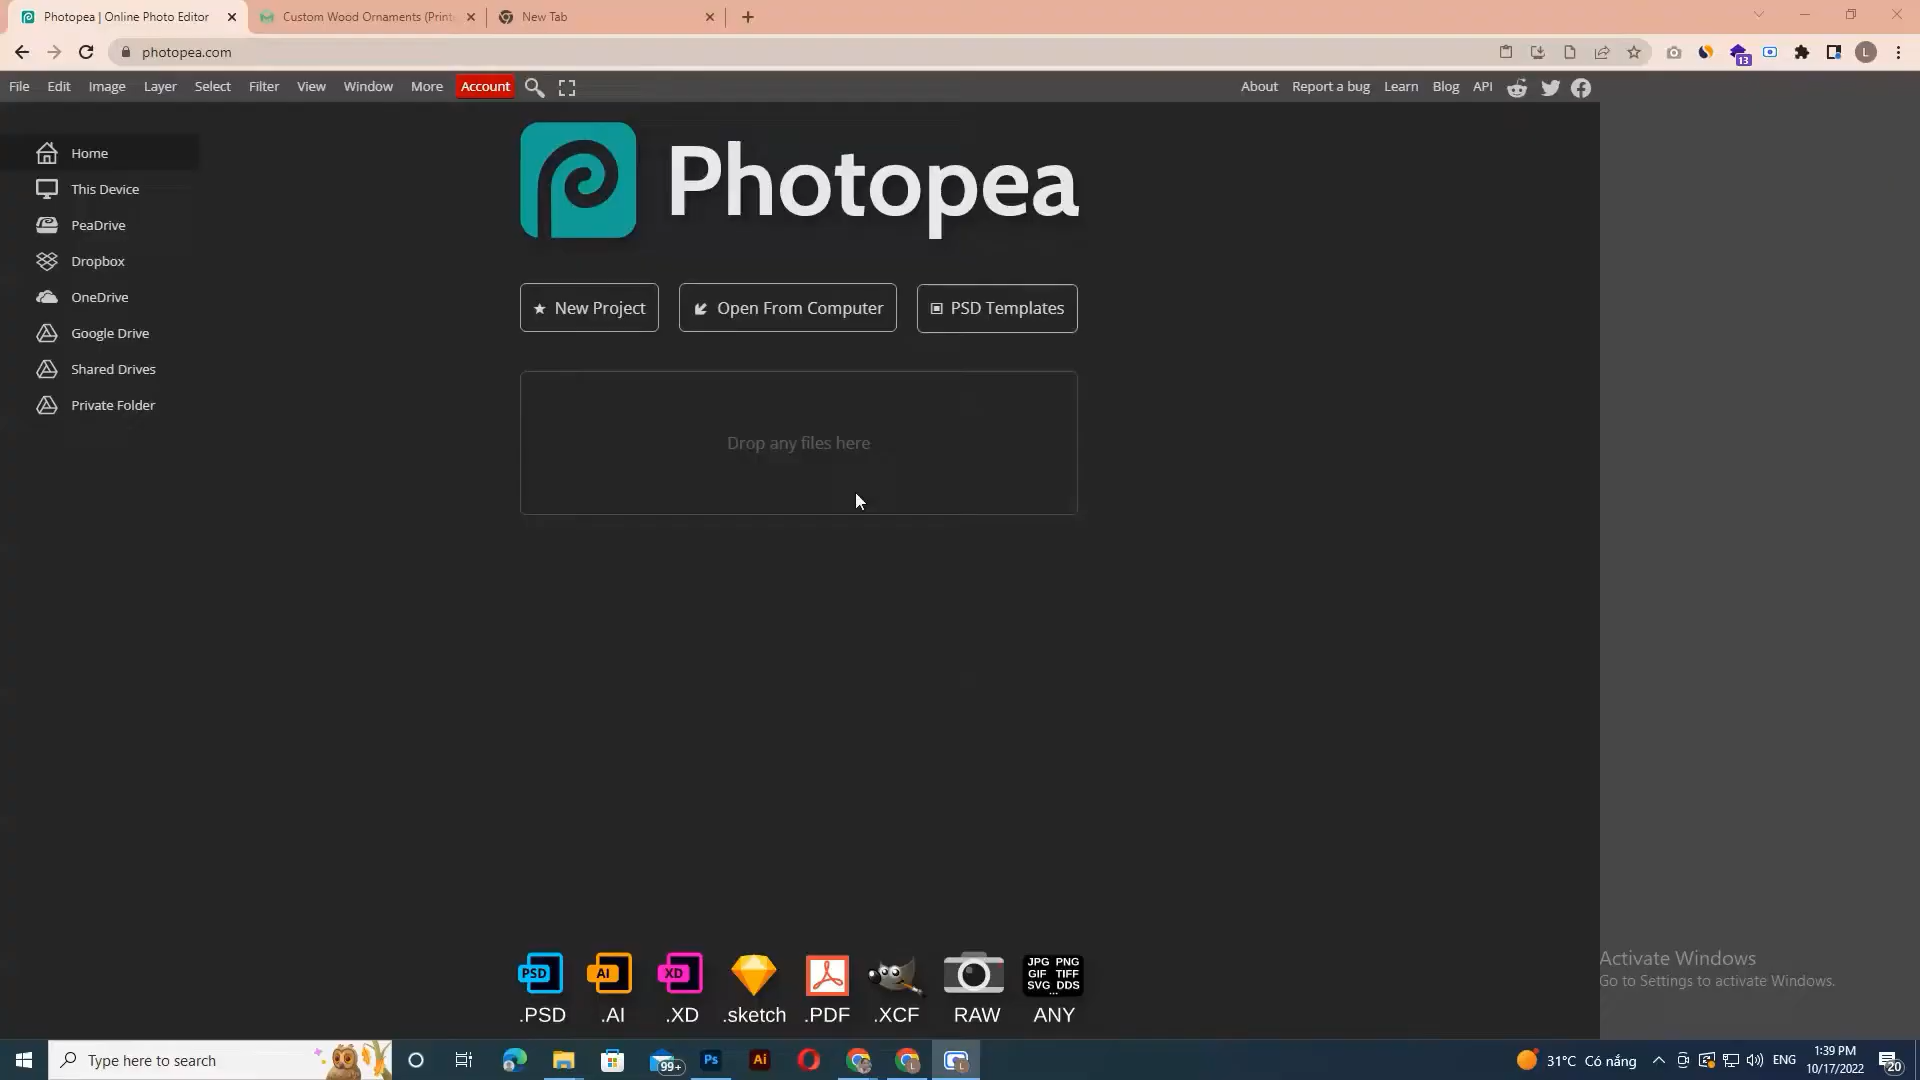 Photopea | Online Photo Editor
Custom Wood Ornaments (Print
New Tab
photopea.com
13
L
File Edit Image Layer Select Filter View Window More Account
About Report a bug Learn Blog API
Home
This Device
PeaDrive
Dropbox
OneDrive
Google Drive
Shared Drives
Private Folder
Photopea
New Project
Open From Computer
PSD Templates
Drop any files here
PSD
AI
XD
JPG PNG
GIF TIFF
SVG DDS
...
.PSD
.AI
.XD
.sketch
.PDF
.XCF
RAW
ANY
Activate Windows
Go to Settings to activate Windows.
Type here to search
99+
Ps
Ai
31°C Có nắng
ENG
1:39 PM
10/17/2022
20